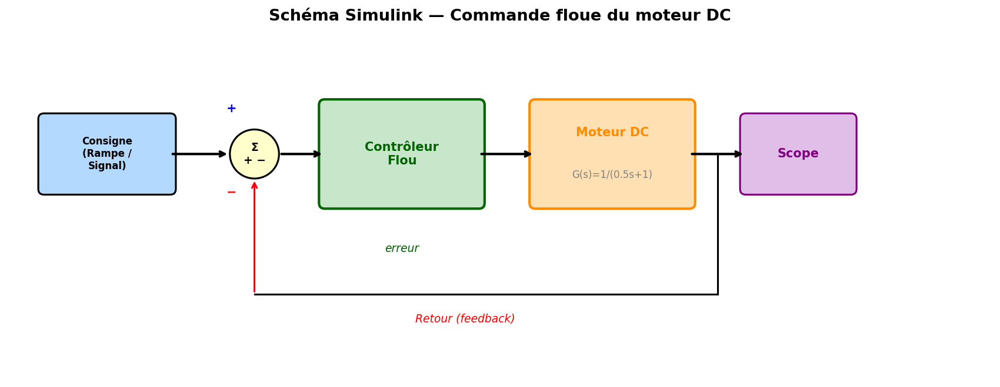 Schéma Simulink — Commande floue du moteur DC
+
Consigne
(Rampe /
Signal)
Σ
+ −
−
Contrôleur
Flou
Moteur DC
G(s)=1/(0.5s+1)
Scope
erreur
Retour (feedback)